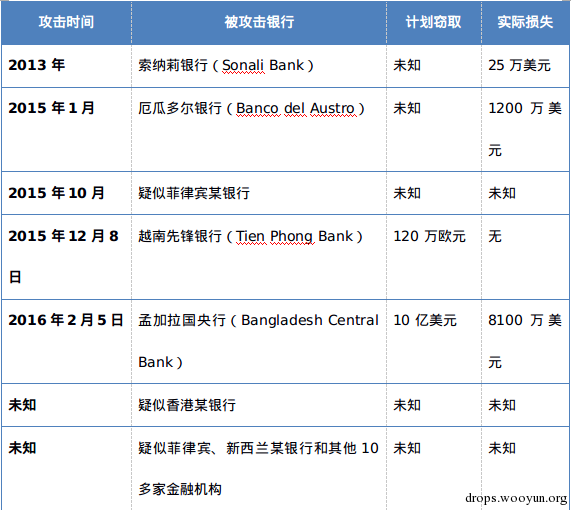 攻击时间 被攻击银行 计划窃取 实际损失
2013 年 索纳莉银行（Sonali Bank） 未知 25 万美元
2015 年 1 月 厄瓜多尔银行（Banco del Austro） 未知 1200 万美
元
2015 年 10 月 疑似菲律宾某银行 未知 未知
2015 年 12 月 8 越南先锋银行（Tien Phong Bank） 120 万欧元 无
日
2016 年 2 月 5 日 孟加拉国央行（Bangladesh Central 10 亿美元 8100 万美
Bank） 元
未知 疑似香港某银行 未知 未知
未知 疑似菲律宾、新西兰某银行和其他 10 未知 未知
多家金融机构
drops.wooyun.org